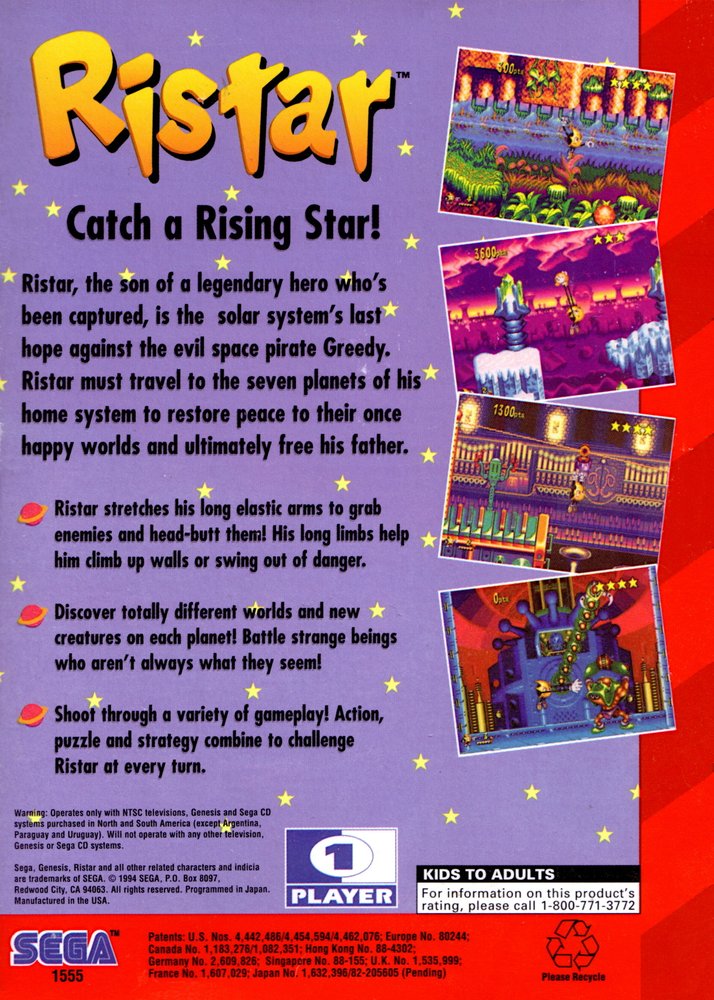 Ristar™
Catch a Rising Star!
Ristar, the son of a legendary hero who's
been captured, is the solar system's last
hope against the evil space pirate Greedy.
Ristar must travel to the seven planets of his
home system to restore peace to their once
happy worlds and ultimately free his father.
Ristar stretches his long elastic arms to grab
enemies and head-butt them! His long limbs help
him climb up walls or swing out of danger.
Discover totally different worlds and new
creatures on each planet! Battle strange beings
who aren't always what they seem!
Shoot through a variety of gameplay! Action,
puzzle and strategy combine to challenge
Ristar at every turn.
500pts
3600pts
1300pts
0pts
Warning: Operates only with NTSC televisions, Genesis and Sega CD
systems purchased in North and South America (except Argentina,
Paraguay and Uruguay). Will not operate with any other television,
Genesis or Sega CD systems.
Sega, Genesis, Ristar and all other related characters and indicia
are trademarks of SEGA. © 1994 SEGA, P.O. Box 8097,
Redwood City, CA 94063. All rights reserved. Programmed in Japan.
Manufactured in the USA.
1
PLAYER
KIDS TO ADULTS
For information on this product's
rating, please call 1-800-771-3772
SEGA™
1555
Patents: U.S. Nos. 4,442,486/4,454,594/4,462,076; Europe No. 80244;
Canada No. 1,183,276/1,082,351; Hong Kong No. 88-4302;
Germany No. 2,609,826; Singapore No. 88-155; U.K. No. 1,535,999;
France No. 1,607,029; Japan No. 1,632,396/82-205605 (Pending)
Please Recycle